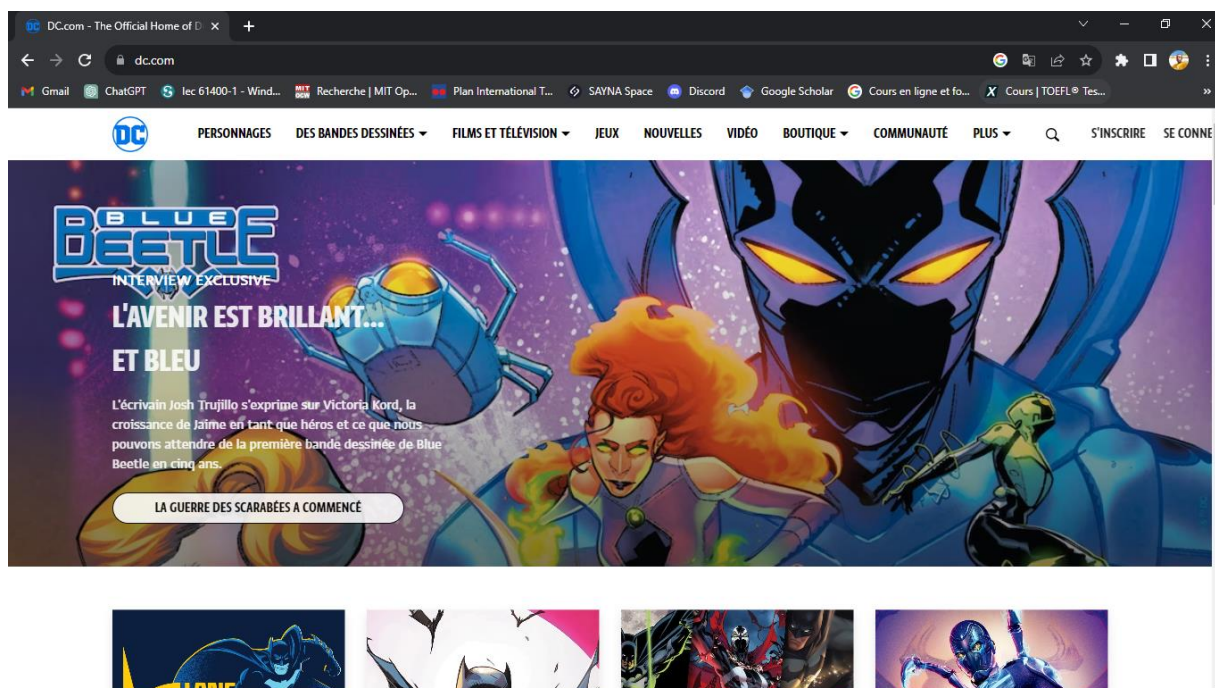 DC.com - The Official Home of D
dc.com
Gmail
ChatGPT
Iec 61400-1 - Wind...
MIT OCW
Recherche | MIT Op...
Plan International T...
SAYNA Space
Discord
Google Scholar
Cours en ligne et fo...
Cours | TOEFL® Tes...
DC
PERSONNAGES
DES BANDES DESSINÉES
FILMS ET TÉLÉVISION
JEUX
NOUVELLES
VIDÉO
BOUTIQUE
COMMUNAUTÉ
PLUS
S'INSCRIRE
SE CONNE
BLUE
BEETLE
INTERVIEW EXCLUSIVE
L'AVENIR EST BRILLANT...
ET BLEU
L'écrivain Josh Trujillo s'exprime sur Victoria Kord, la
croissance de Jaime en tant que héros et ce que nous
pouvons attendre de la première bande dessinée de Blue
Beetle en cinq ans.
LA GUERRE DES SCARABÉES A COMMENCÉ